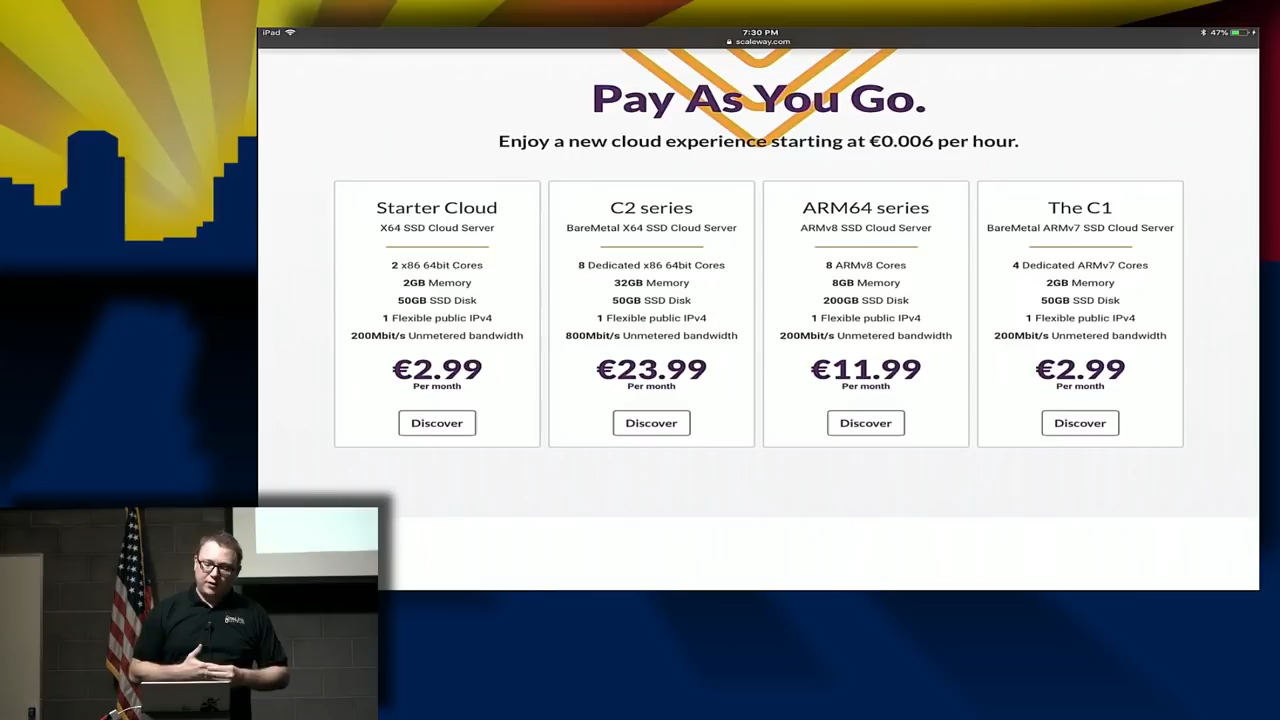 iPad
7:30 PM
47%
scaleway.com
Pay As You Go.
Enjoy a new cloud experience starting at €0.006 per hour.
Starter Cloud
X64 SSD Cloud Server
2 x86 64bit Cores
2GB Memory
50GB SSD Disk
1 Flexible public IPv4
200Mbit/s Unmetered bandwidth
€2.99
Per month
Discover
C2 series
BareMetal X64 SSD Cloud Server
8 Dedicated x86 64bit Cores
32GB Memory
50GB SSD Disk
1 Flexible public IPv4
800Mbit/s Unmetered bandwidth
€23.99
Per month
Discover
ARM64 series
ARMv8 SSD Cloud Server
8 ARMv8 Cores
8GB Memory
200GB SSD Disk
1 Flexible public IPv4
200Mbit/s Unmetered bandwidth
€11.99
Per month
Discover
The C1
BareMetal ARMv7 SSD Cloud Server
4 Dedicated ARMv7 Cores
2GB Memory
50GB SSD Disk
1 Flexible public IPv4
200Mbit/s Unmetered bandwidth
€2.99
Per month
Discover